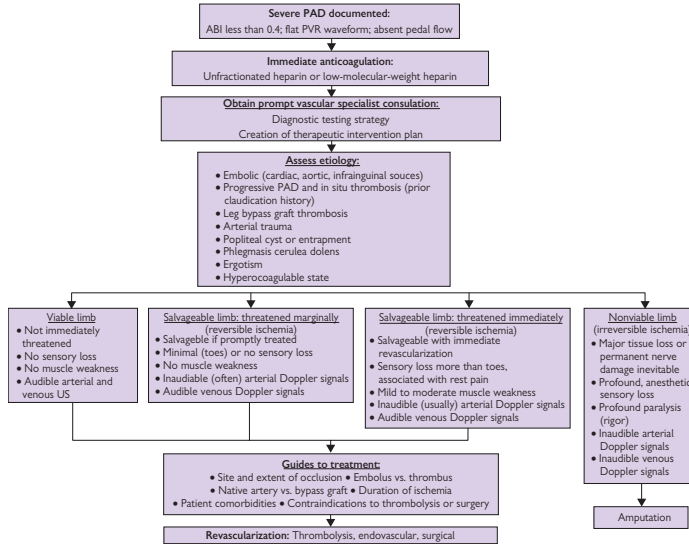 Severe PAD documented:
ABI less than 0.4; flat PVR waveform; absent pedal flow
Immediate anticoagulation:
Unfractionated heparin or low-molecular-weight heparin
Obtain prompt vascular specialist consulation:
Diagnostic testing strategy
Creation of therapeutic intervention plan
Assess etiology:
• Embolic (cardiac, aortic, infrainguinal souces)
• Progressive PAD and in situ thrombosis (prior
claudication history)
• Leg bypass graft thrombosis
• Arterial trauma
• Popliteal cyst or entrapment
• Phlegmasis cerulea dolens
• Ergotism
• Hyperocoagulable state
Viable limb
• Not immediately
threatened
• No sensory loss
• No muscle weakness
• Audible arterial and
venous US
Salvageable limb: threatened marginally
(reversible ischemia)
• Salvageble if promptly treated
• Minimal (toes) or no sensory loss
• No muscle weakness
• Inaudiable (often) arterial Doppler signals
• Audible venous Doppler signals
Salvageable limb: threatened immediately
(reversible ischemia)
• Salvageable with immediate
revascularization
• Sensory loss more than toes,
associated with rest pain
• Mild to moderate muscle weakness
• Inaudible (usually) arterial Doppler signals
• Audible venous Doppler signals
Nonviable limb
(irreversible ischemia)
• Major tissue loss or
permanent nerve
damage inevitable
• Profound, anesthetic
sensory loss
• Profound paralysis
(rigor)
• Inaudible arterial
Doppler signals
• Inaudible venous
Doppler signals
Guides to treatment:
• Site and extent of occlusion • Embolus vs. thrombus
• Native artery vs. bypass graft • Duration of ischemia
• Patient comorbidities • Contraindications to thrombolysis or surgery
Amputation
Revascularization: Thrombolysis, endovascular, surgical